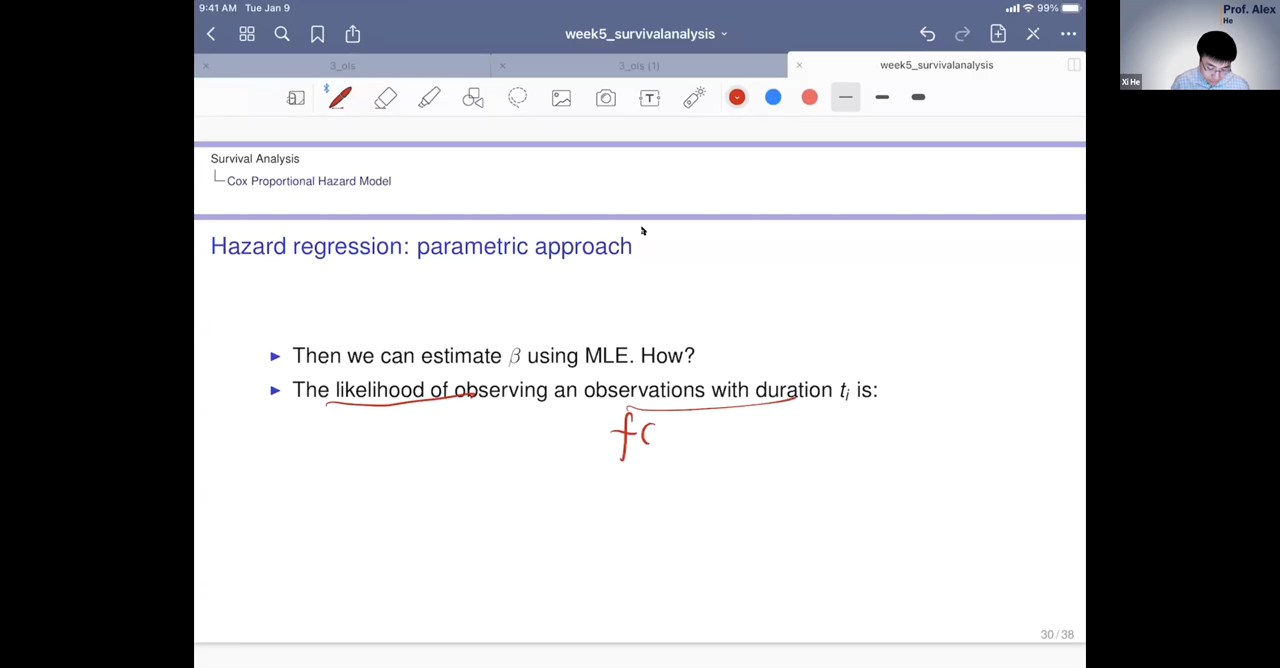 9:41 AM Tue Jan 9
99%
Prof. Alex
He
week5_survivalanalysis
3_ols
3_ols (1)
week5_survivalanalysis
Xi He
T
Survival Analysis
Cox Proportional Hazard Model
Hazard regression: parametric approach
Then we can estimate β using MLE. How?
The likelihood of observing an observations with duration ti is:
f(
30 / 38